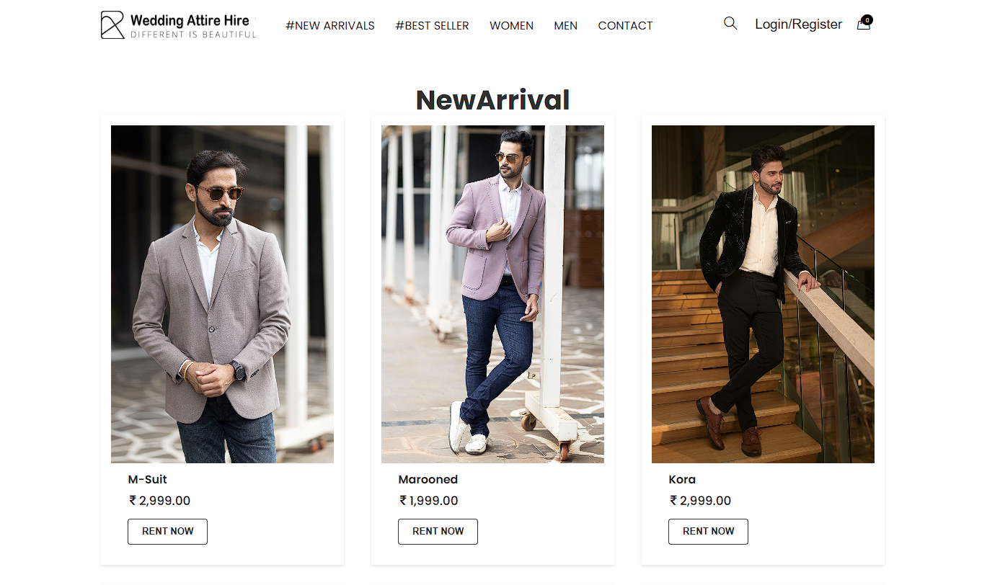 Wedding Attire Hire
DIFFERENT IS BEAUTIFUL
#NEW ARRIVALS #BEST SELLER WOMEN MEN CONTACT
Login/Register 0
NewArrival
M-Suit
₹ 2,999.00
RENT NOW
Marooned
₹ 1,999.00
RENT NOW
Kora
₹ 2,999.00
RENT NOW